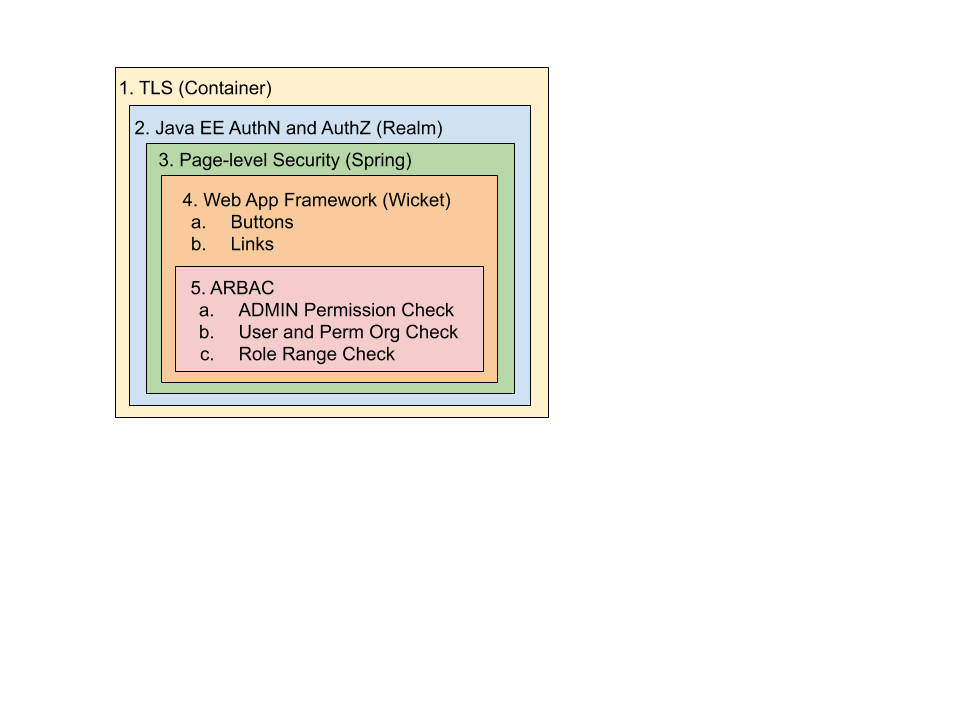 1. TLS (Container)
2. Java EE AuthN and AuthZ (Realm)
3. Page-level Security (Spring)
4. Web App Framework (Wicket)
a. Buttons
b. Links
5. ARBAC
a. ADMIN Permission Check
b. User and Perm Org Check
c. Role Range Check